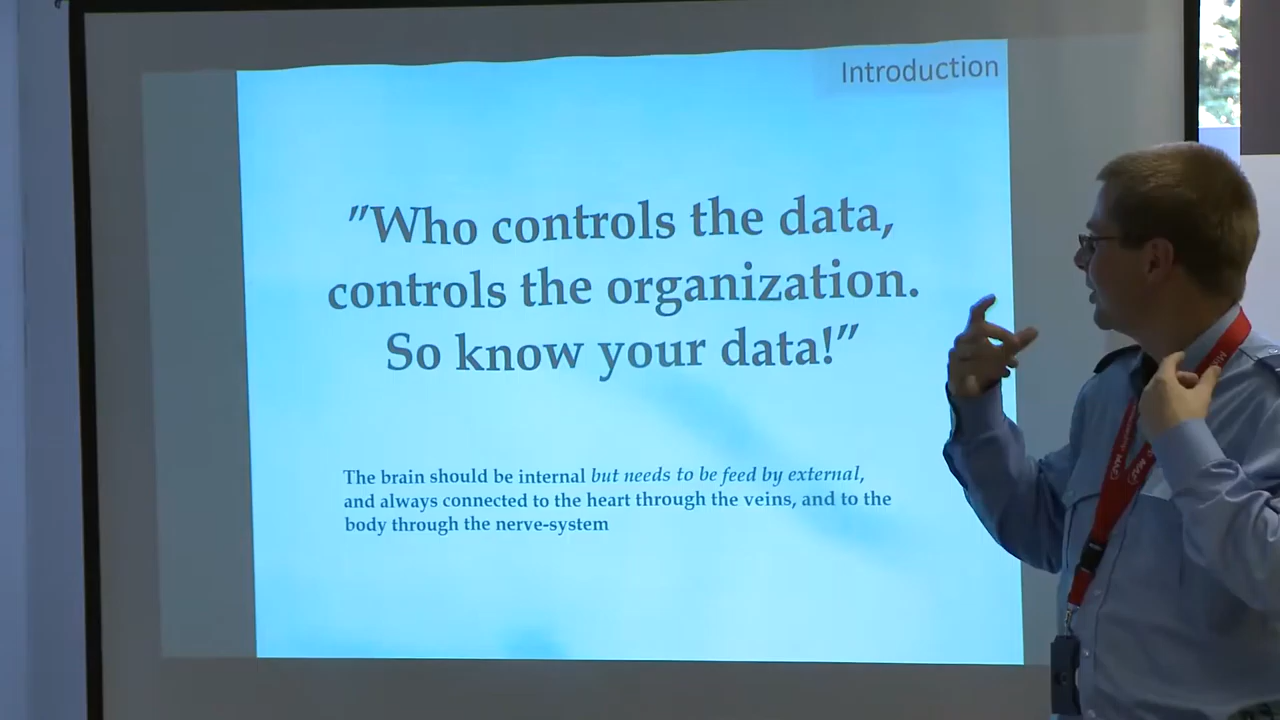 Introduction
"Who controls the data,
controls the organization.
So know your data!"
The brain should be internal but needs to be feed by external,
and always connected to the heart through the veins, and to the
body through the nerve-system